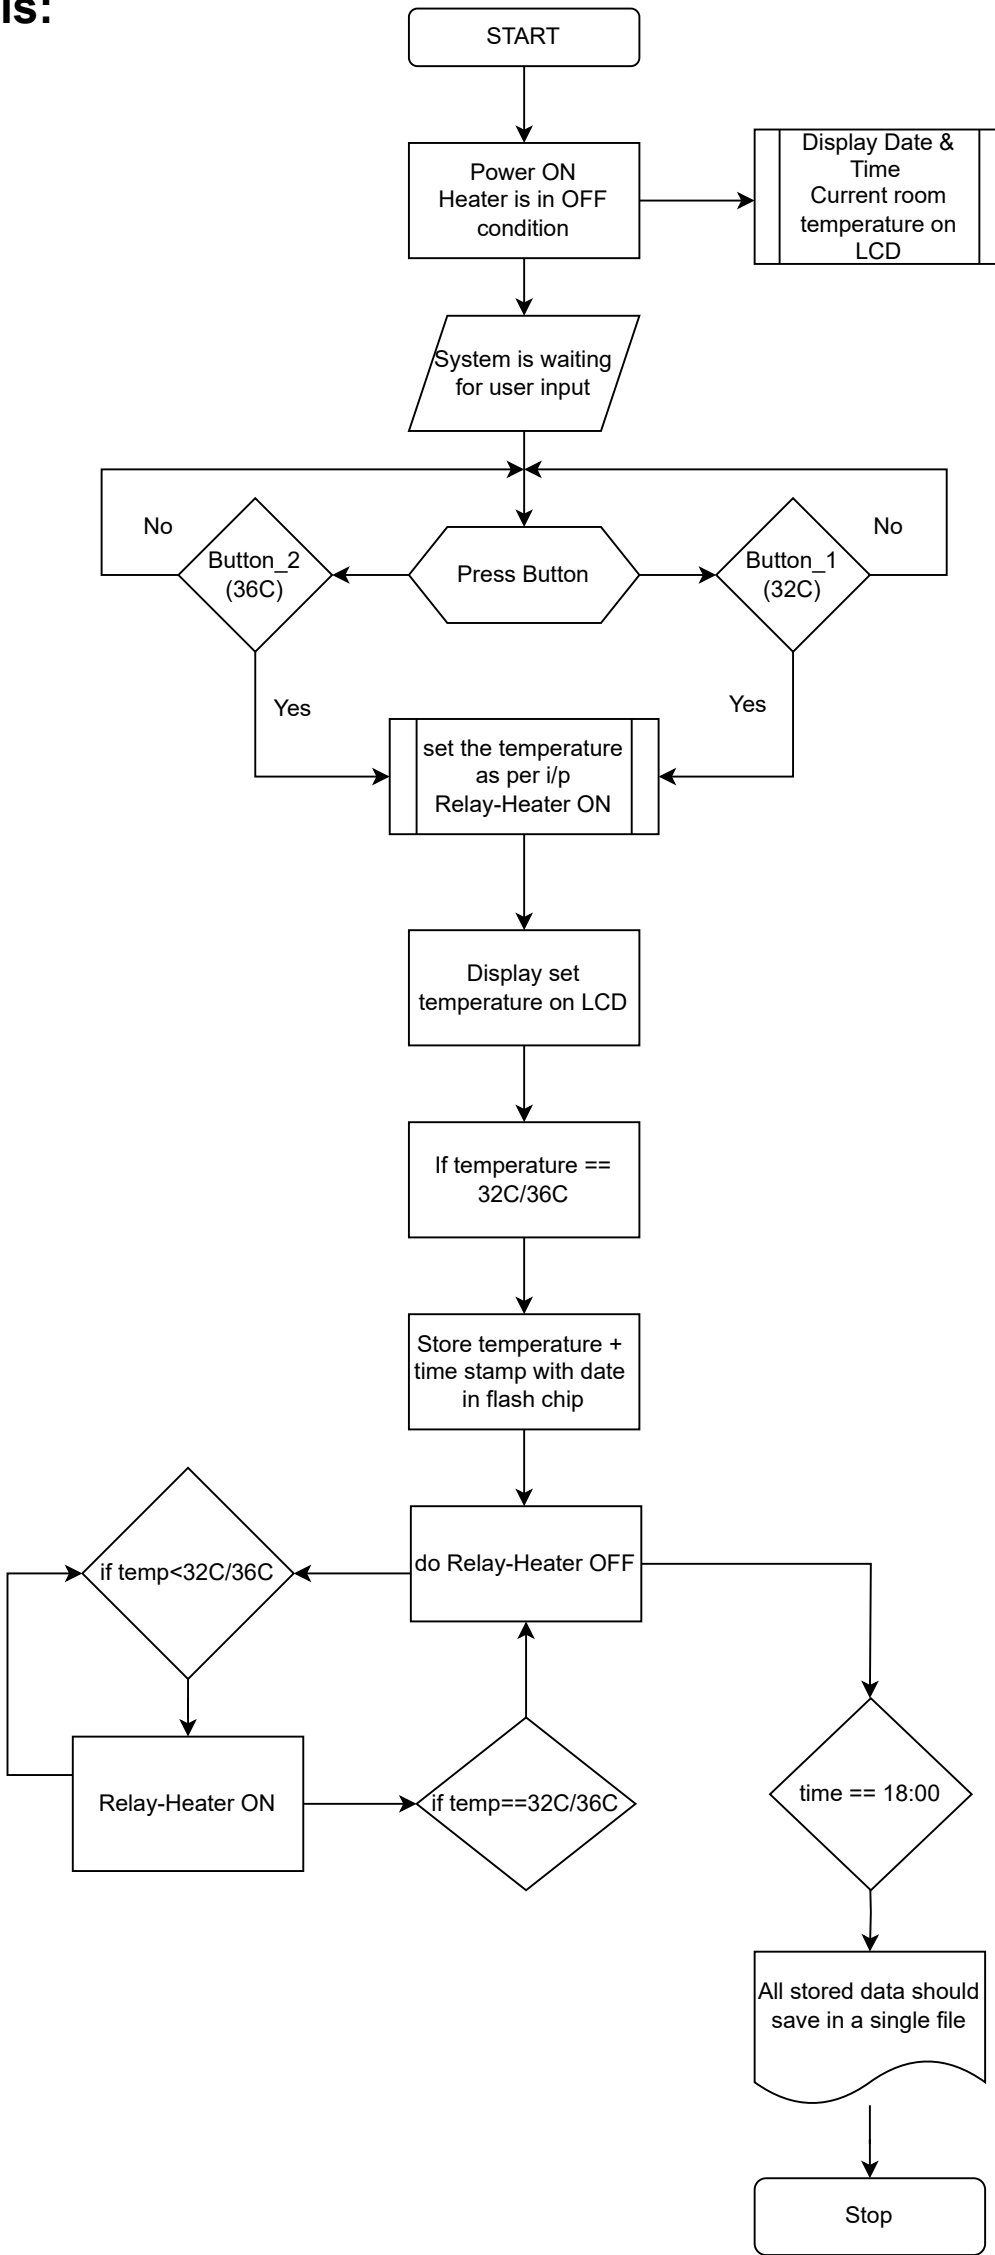 is:
START
Power ON
Heater is in OFF
condition
Display Date &
Time
Current room
temperature on
LCD
System is waiting
for user input
No
No
Button_2
(36C)
Press Button
Button_1
(32C)
Yes
Yes
set the temperature
as per i/p
Relay-Heater ON
Display set
temperature on LCD
If temperature ==
32C/36C
Store temperature +
time stamp with date
in flash chip
if temp<32C/36C
do Relay-Heater OFF
Relay-Heater ON
if temp==32C/36C
time == 18:00
All stored data should
save in a single file
Stop